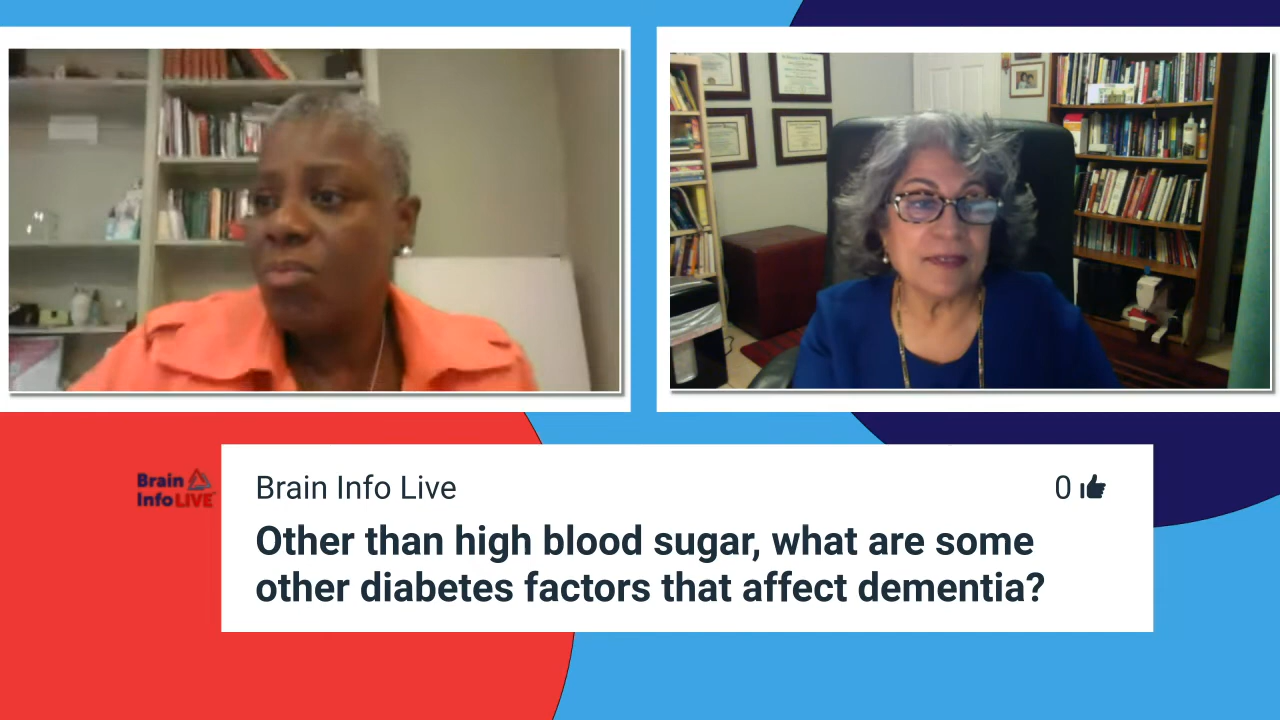 Brain Info Live
0
Other than high blood sugar, what are some
other diabetes factors that affect dementia?
Brain
Info LIVE